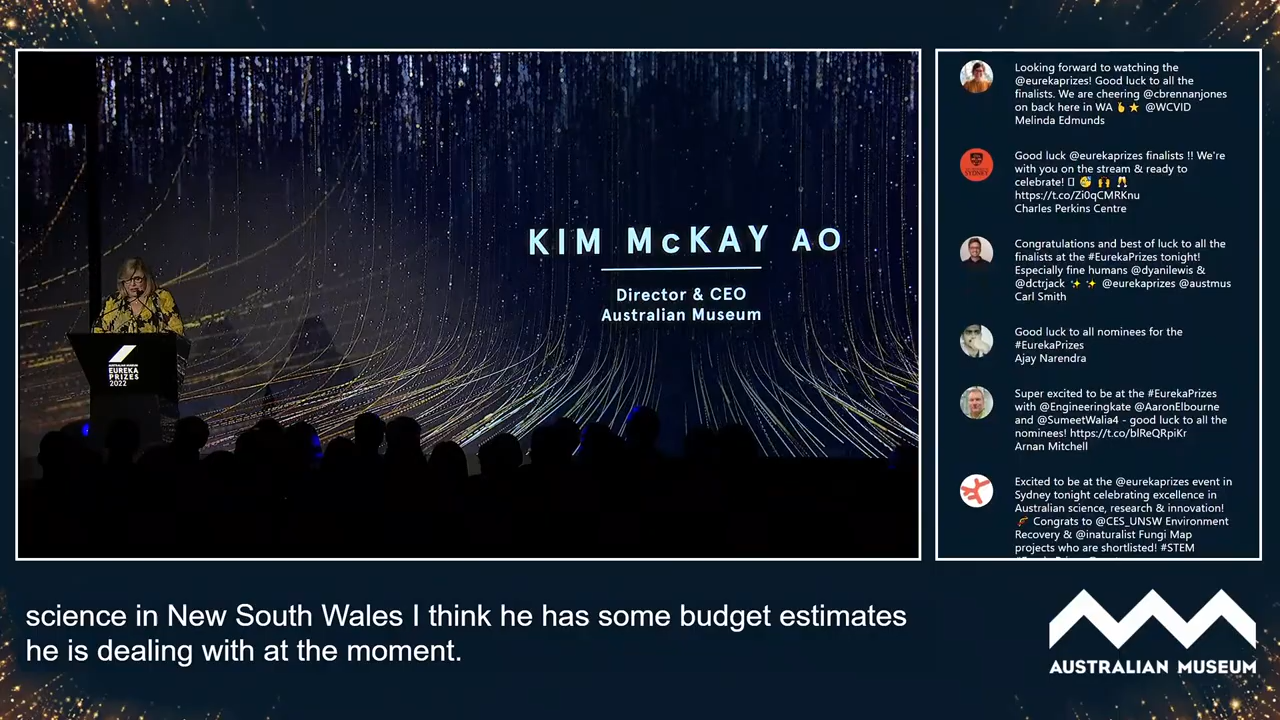 KIM McKAY AO
Director & CEO
Australian Museum
AUSTRALIAN MUSEUM
EUREKA
PRIZES
2022
Looking forward to watching the
@eurekaprizes! Good luck to all the
finalists. We are cheering @cbrennanjones
on back here in WA 🤞⭐ @WCVID
Melinda Edmunds
SYDNEY
Good luck @eurekaprizes finalists !! We're
with you on the stream & ready to
celebrate!
https://t.co/Zi0qCMRKnu
Charles Perkins Centre
Congratulations and best of luck to all the
finalists at the #EurekaPrizes tonight!
Especially fine humans @dyanilewis &
@dctrjack ✨ ✨ @eurekaprizes @austmus
Carl Smith
Good luck to all nominees for the
#EurekaPrizes
Ajay Narendra
Super excited to be at the #EurekaPrizes
with @Engineeringkate @AaronElbourne
and @SumeetWalia4 - good luck to all the
nominees! https://t.co/blReQRpiKr
Arnan Mitchell
Excited to be at the @eurekaprizes event in
Sydney tonight celebrating excellence in
Australian science, research & innovation!
Congrats to @CES_UNSW Environment
Recovery & @inaturalist Fungi Map
projects who are shortlisted! #STEM
science in New South Wales I think he has some budget estimates
he is dealing with at the moment.
AUSTRALIAN MUSEUM